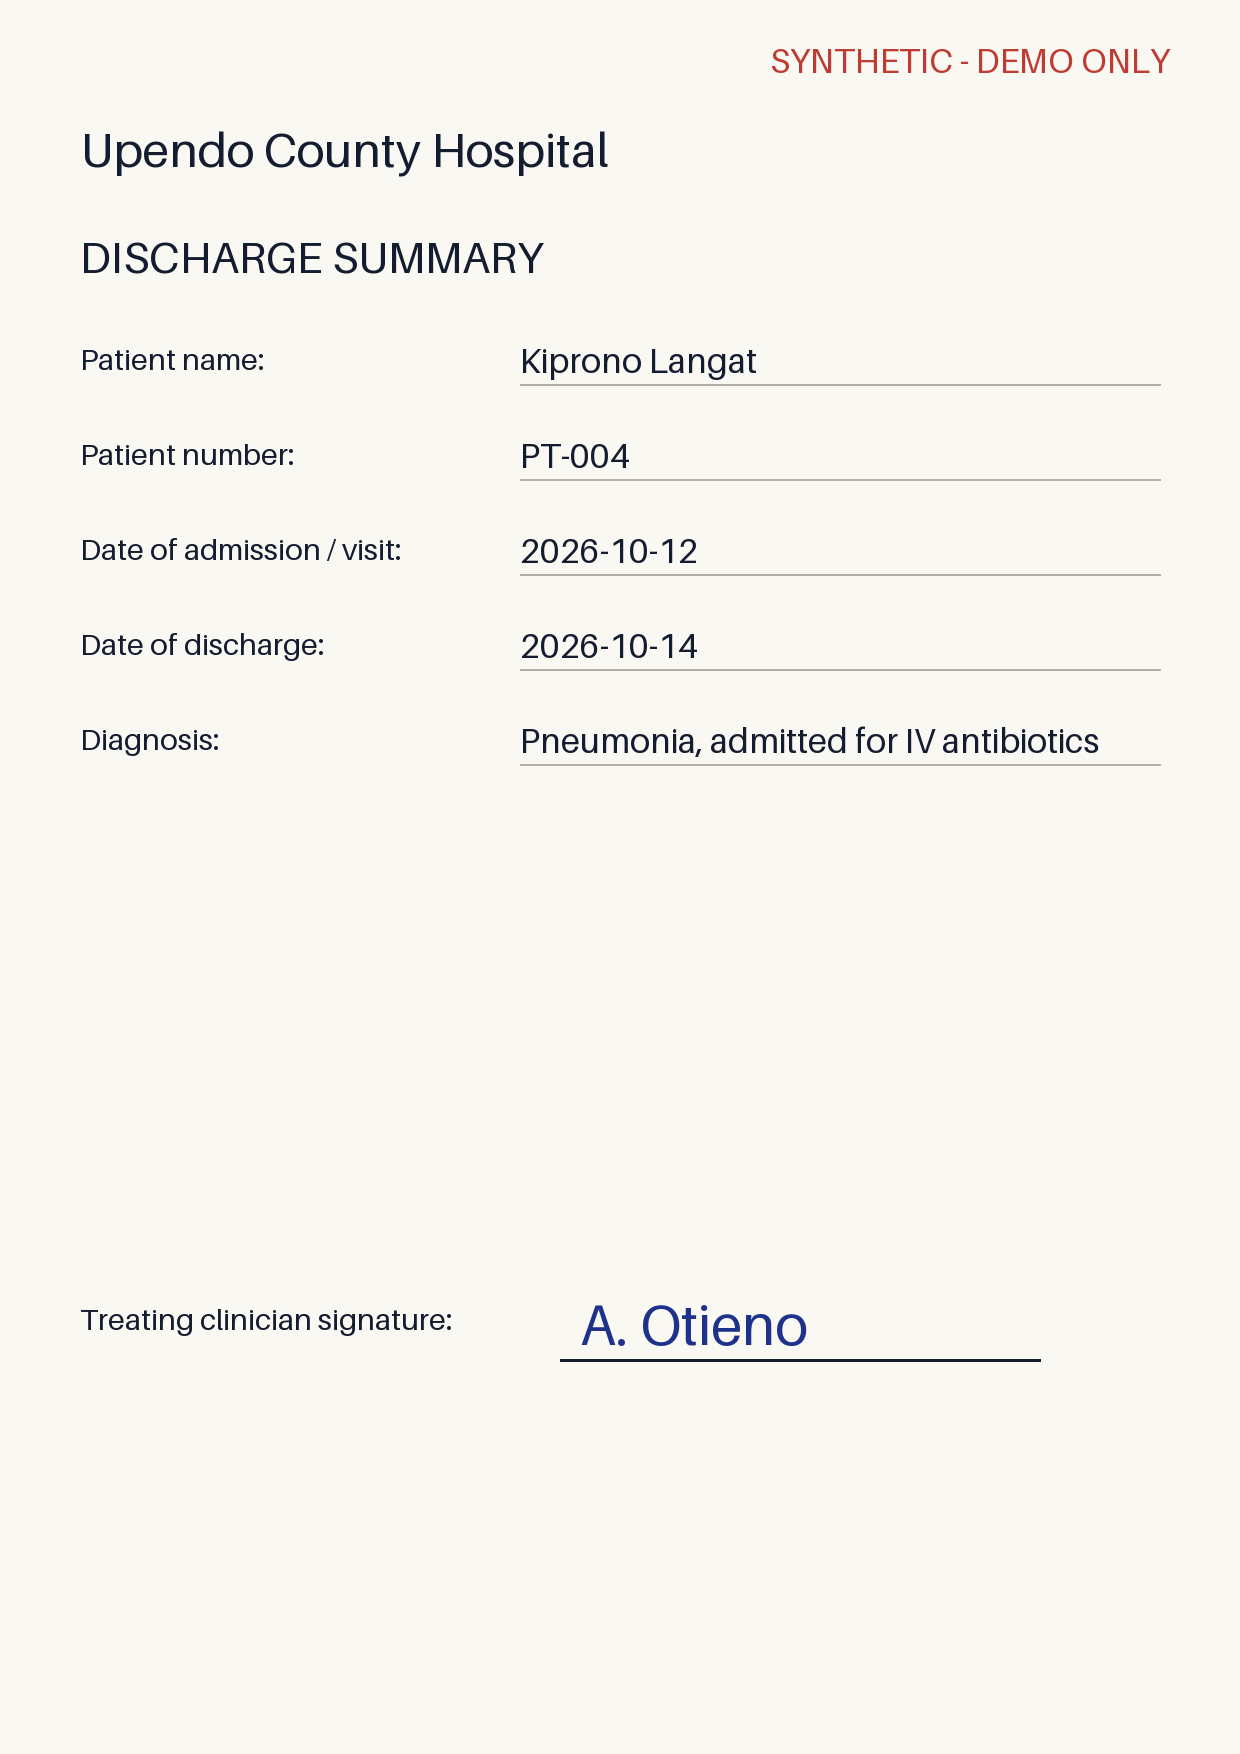 SYNTHETIC - DEMO ONLY
Upendo County Hospital
DISCHARGE SUMMARY
Patient name: Kiprono Langat
Patient number: PT-004
Date of admission / visit: 2026-10-12
Date of discharge: 2026-10-14
Diagnosis: Pneumonia, admitted for IV antibiotics
Treating clinician signature: A. Otieno